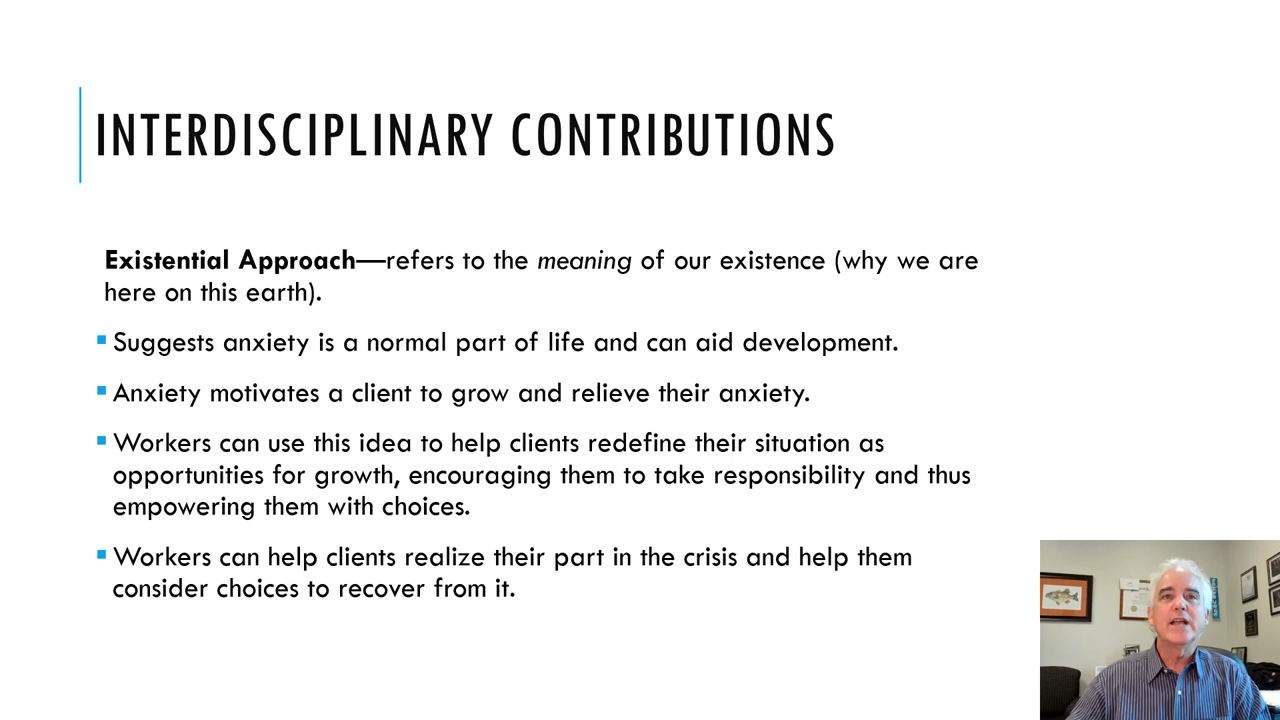 INTERDISCIPLINARY CONTRIBUTIONS
Existential Approach—refers to the meaning of our existence (why we are
here on this earth).
▪ Suggests anxiety is a normal part of life and can aid development.
▪ Anxiety motivates a client to grow and relieve their anxiety.
▪ Workers can use this idea to help clients redefine their situation as
opportunities for growth, encouraging them to take responsibility and thus
empowering them with choices.
▪ Workers can help clients realize their part in the crisis and help them
consider choices to recover from it.